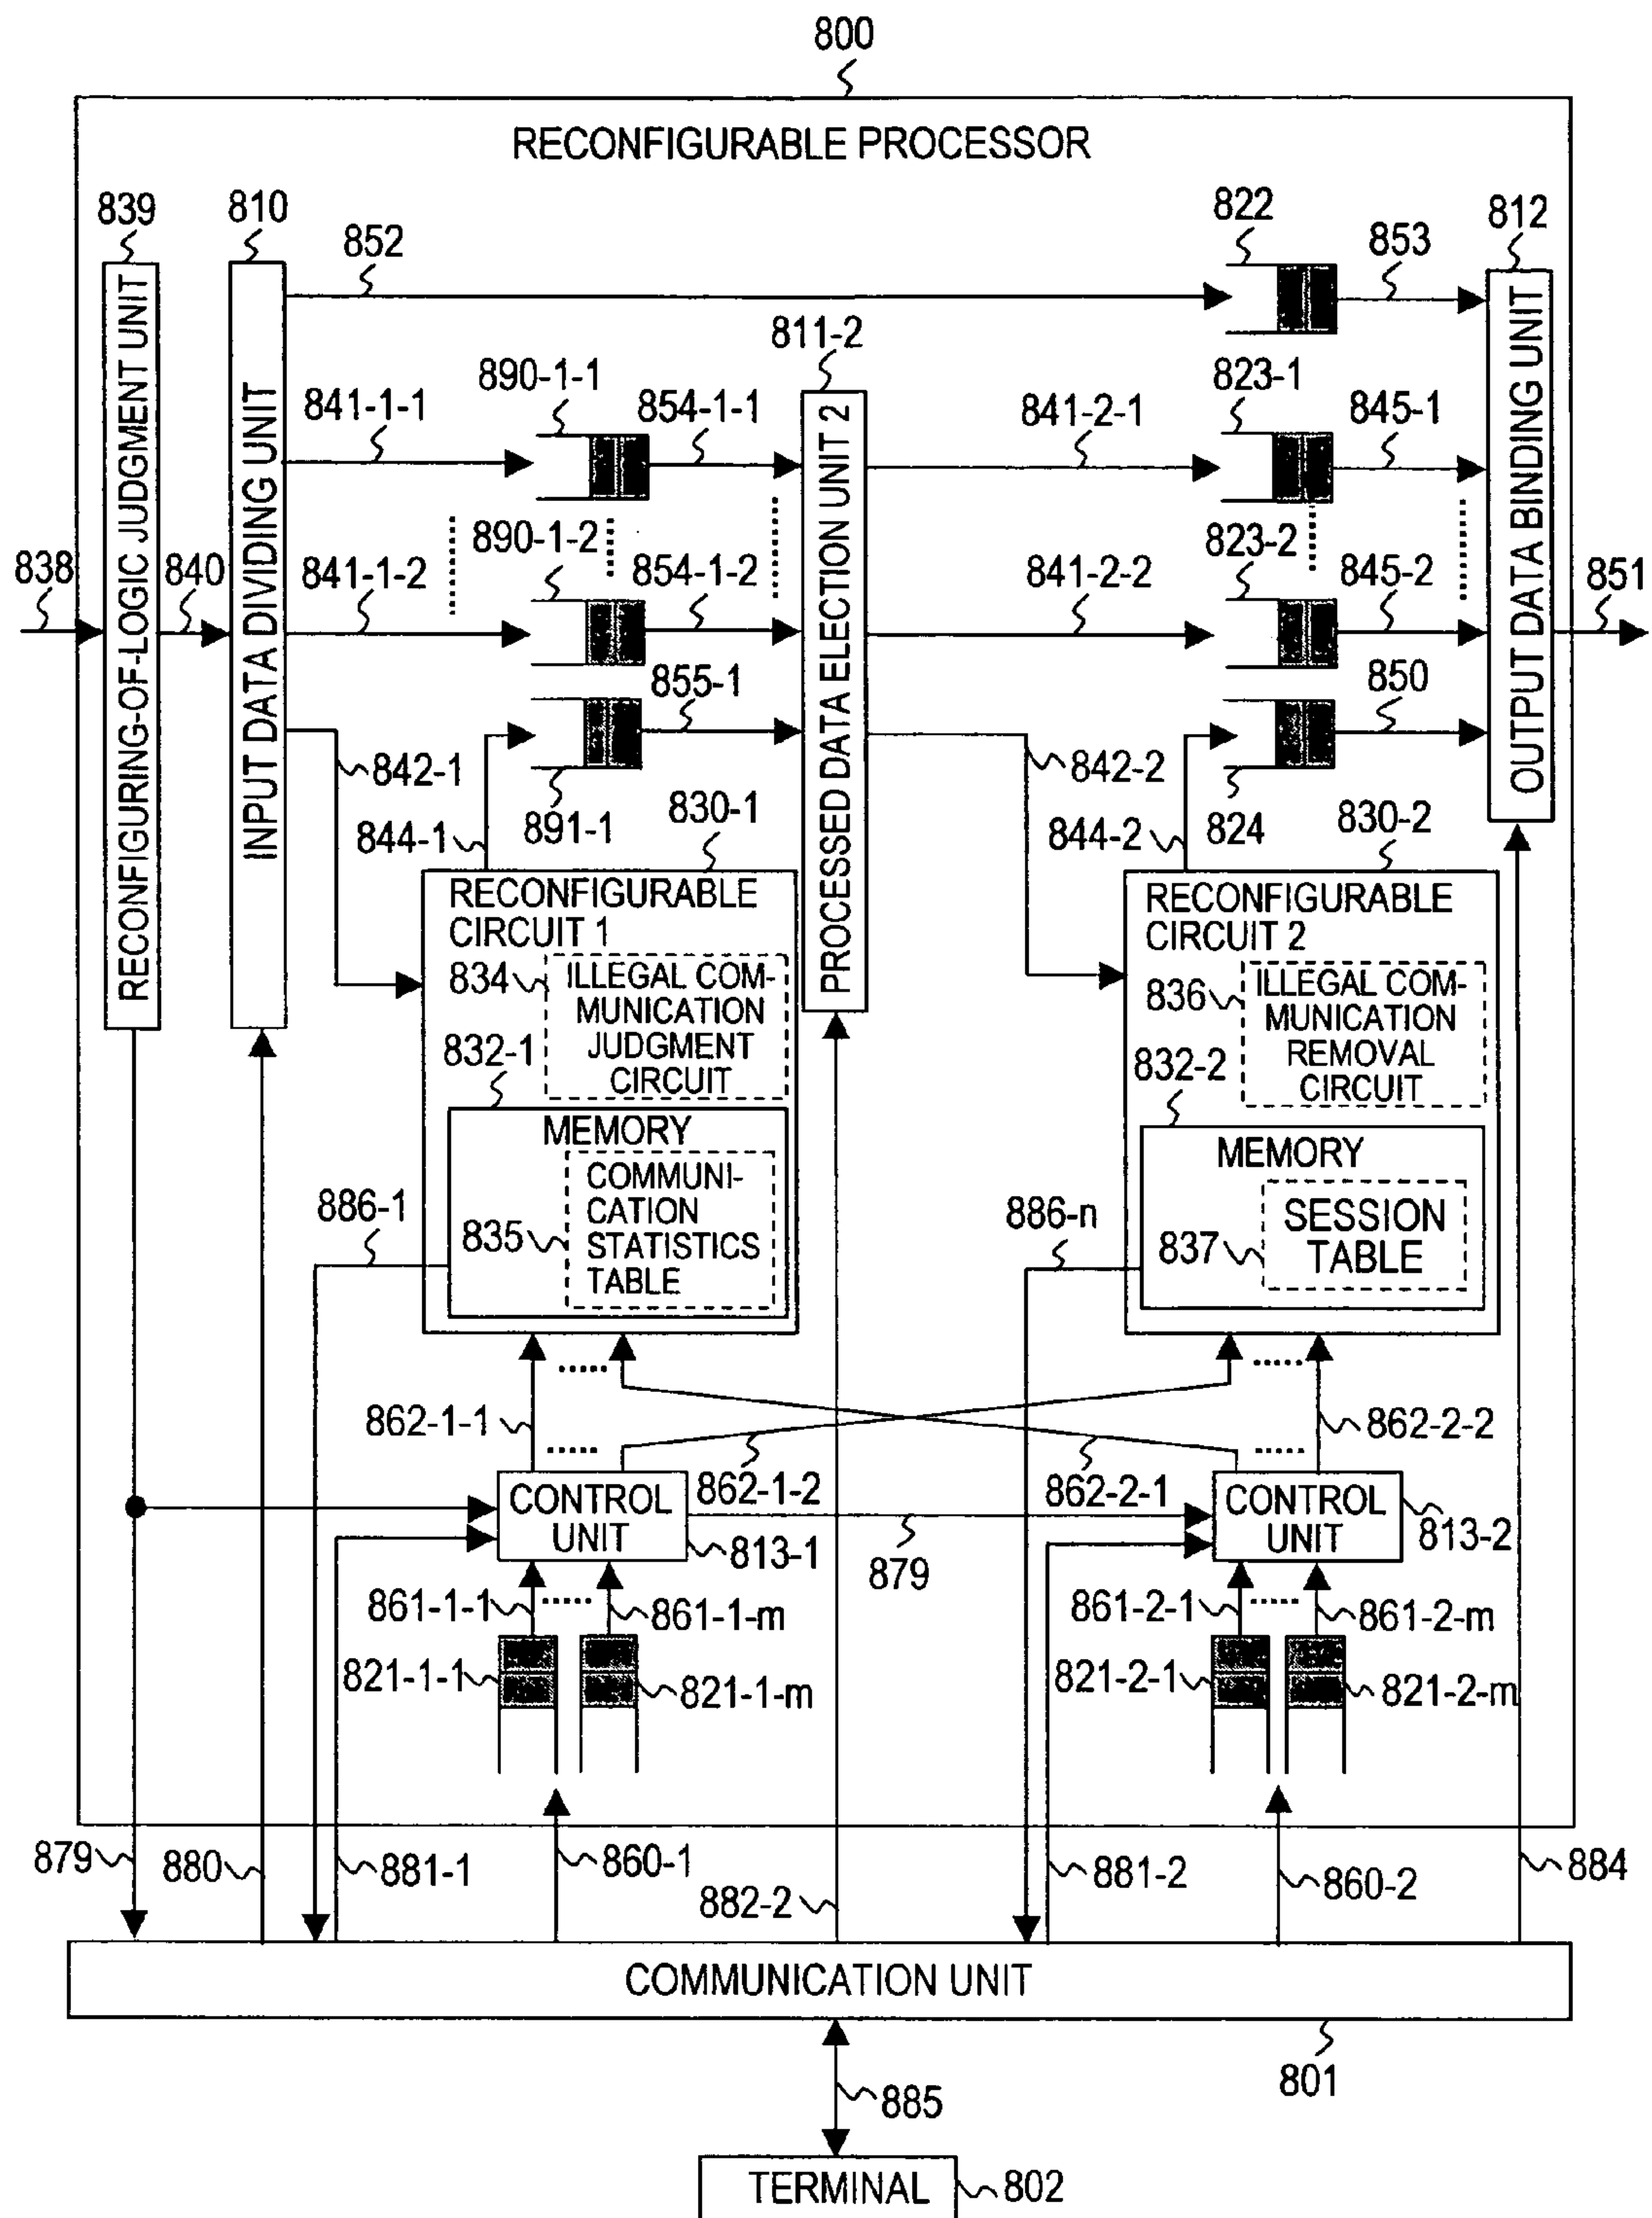 800
RECONFIGURABLE PROCESSOR
839
810
852
822
853
812
811-2
RECONFIGURING-OF-LOGIC JUDGMENT UNIT
INPUT DATA DIVIDING UNIT
PROCESSED DATA ELECTION UNIT 2
OUTPUT DATA BINDING UNIT
841-1-1
890-1-1
854-1-1
841-2-1
823-1
845-1
838
840
841-1-2
890-1-2
854-1-2
841-2-2
823-2
845-2
851
855-1
850
842-1
842-2
844-1
891-1
830-1
844-2
824
830-2
RECONFIGURABLE
CIRCUIT 1
834
ILLEGAL COM-
MUNICATION
JUDGMENT
CIRCUIT
832-1
MEMORY
835
COMMUNI-
CATION
STATISTICS
TABLE
886-1
RECONFIGURABLE
CIRCUIT 2
836
ILLEGAL COM-
MUNICATION
REMOVAL
CIRCUIT
832-2
MEMORY
837
SESSION
TABLE
886-n
862-1-1
862-1-2
862-2-1
862-2-2
CONTROL
UNIT
813-1
879
CONTROL
UNIT
813-2
861-1-1
861-1-m
861-2-1
861-2-m
821-1-1
821-1-m
821-2-1
821-2-m
879
880
881-1
860-1
882-2
881-2
860-2
884
COMMUNICATION UNIT
801
885
TERMINAL
802